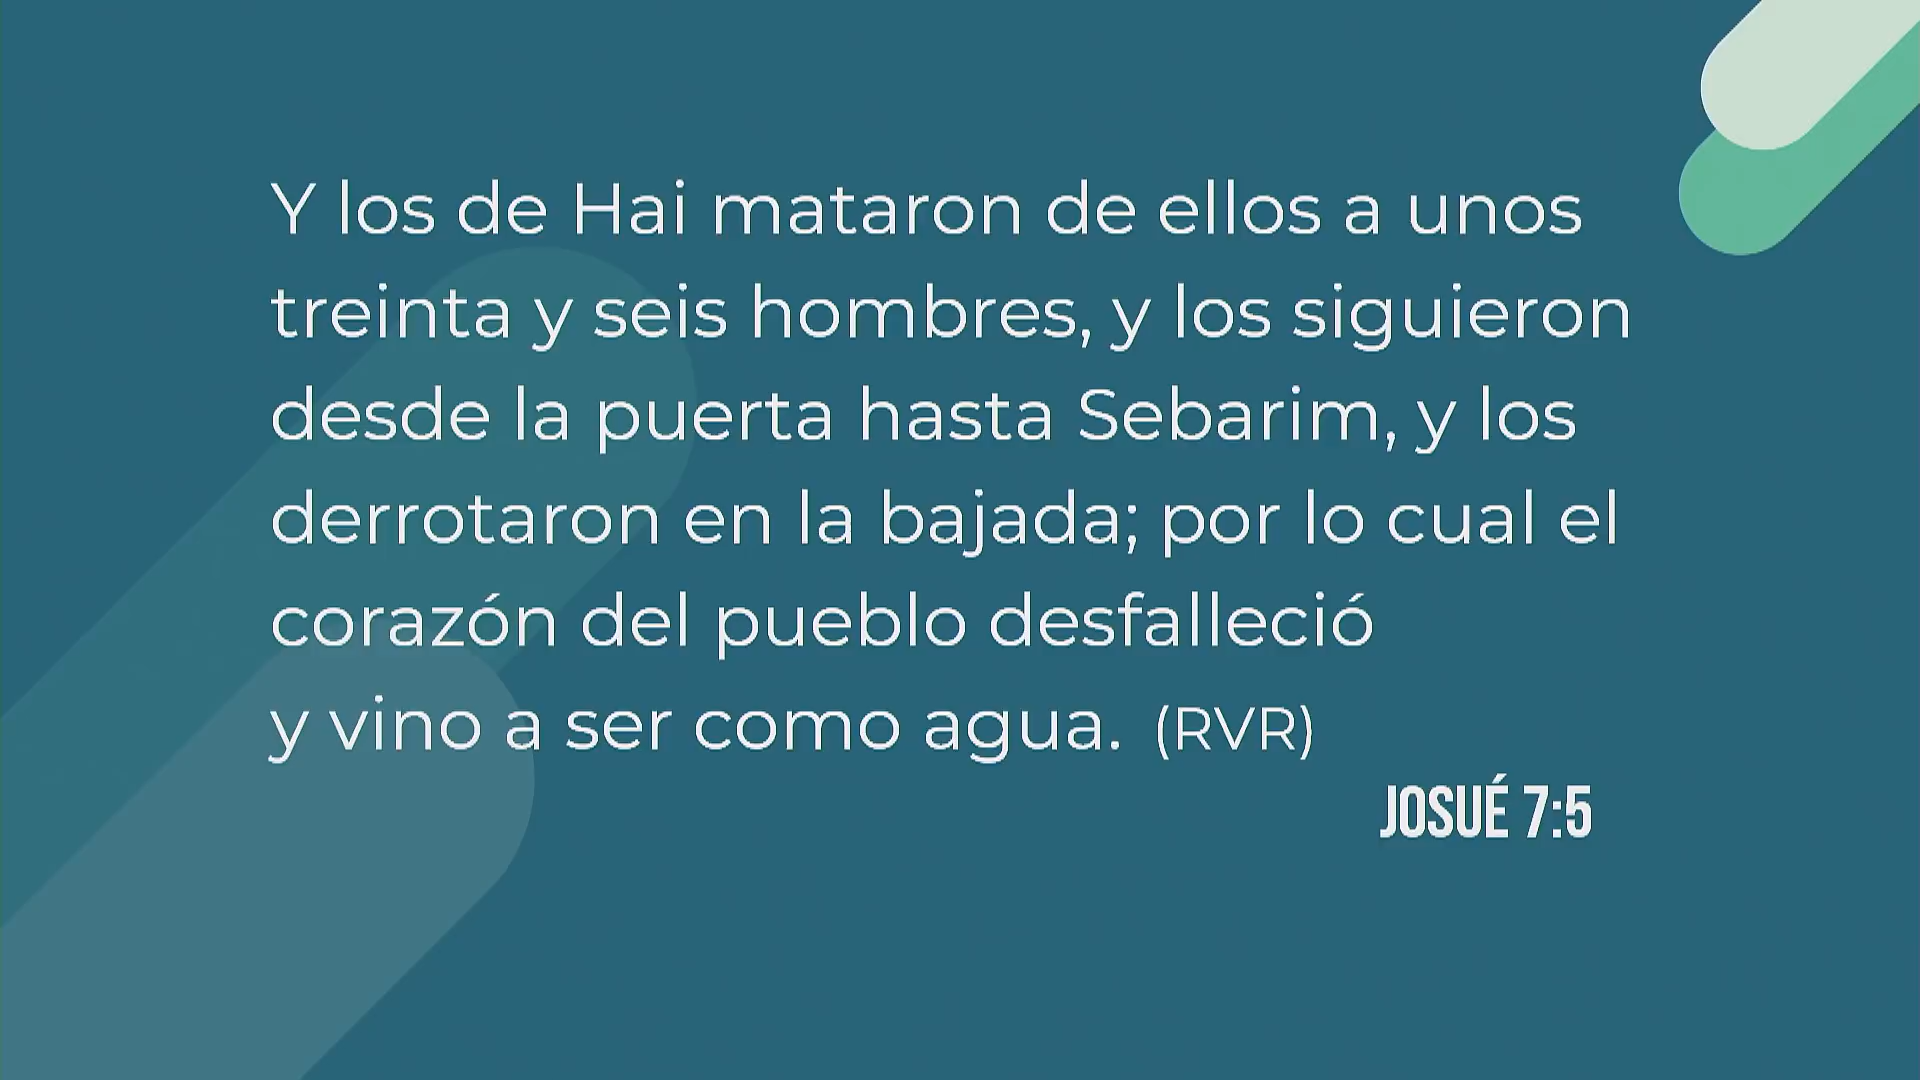 Y los de Hai mataron de ellos a unos
treinta y seis hombres, y los siguieron
desde la puerta hasta Sebarim, y los
derrotaron en la bajada; por lo cual el
corazón del pueblo desfalleció
y vino a ser como agua. (RVR)
JOSUÉ 7:5